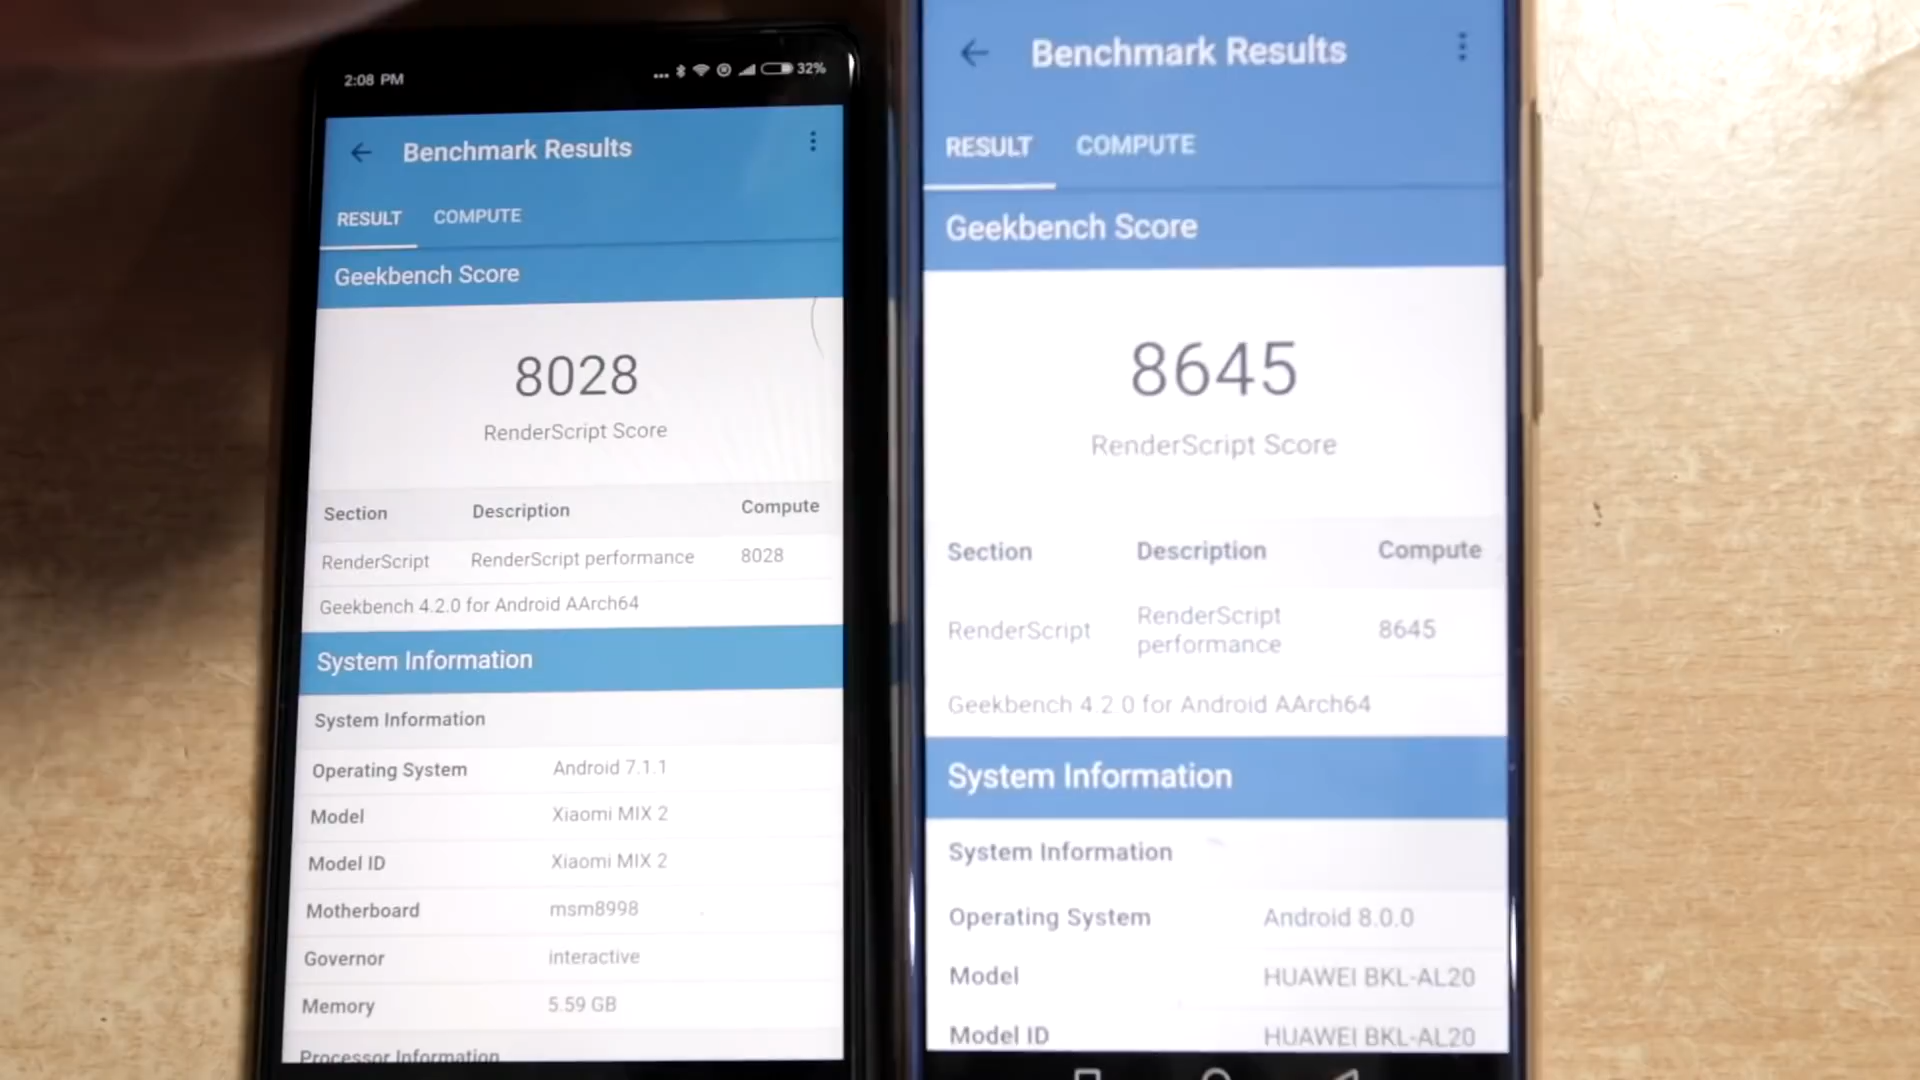 2:08 PM
32%
Benchmark Results
RESULT COMPUTE
Geekbench Score
8028
RenderScript Score
Section Description Compute
RenderScript RenderScript performance 8028
Geekbench 4.2.0 for Android AArch64
System Information
System Information
Operating System Android 7.1.1
Model Xiaomi MIX 2
Model ID Xiaomi MIX 2
Motherboard msm8998
Governor interactive
Memory 5.59 GB
Processor Information
Benchmark Results
RESULT COMPUTE
Geekbench Score
8645
RenderScript Score
Section Description Compute
RenderScript RenderScript performance 8645
Geekbench 4.2.0 for Android AArch64
System Information
System Information
Operating System Android 8.0.0
Model HUAWEI BKL-AL20
Model ID HUAWEI BKL-AL20